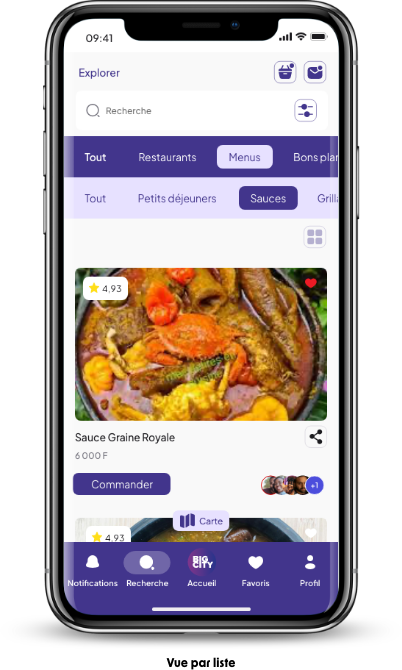 09:41
Explorer
Recherche
Tout Restaurants Menus Bons plan
Tout Petits déjeuners Sauces Grilla
4,93
Sauce Graine Royale
6 000 F
Commander
+1
Carte
4,93
BIG
CITY
Notifications Recherche Accueil Favoris Profil
Vue par liste